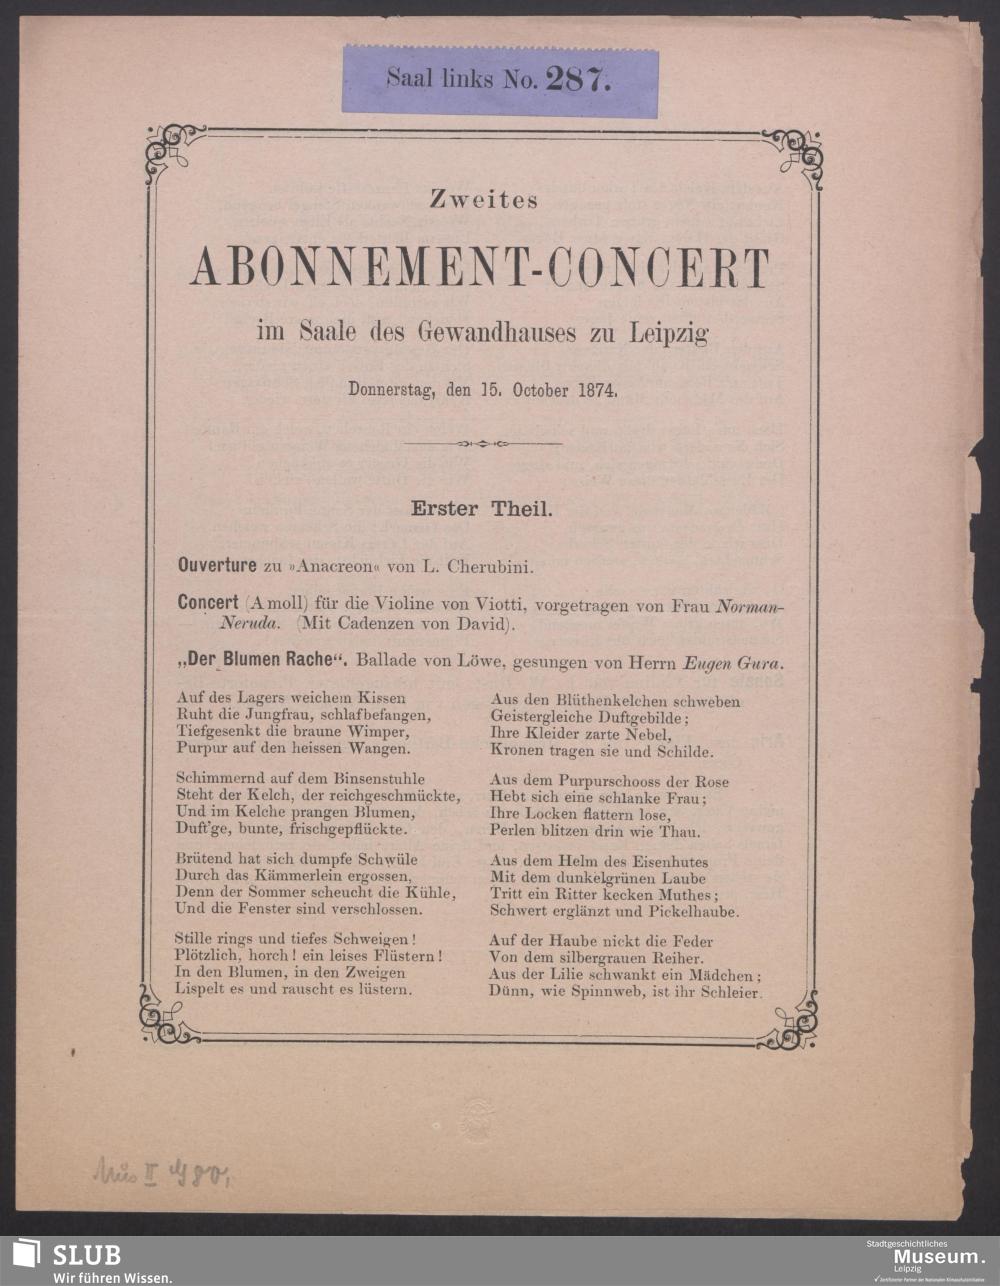 Saal links No. 287.
Zweites
ABONNEMENT-CONCERT
im Saale des Gewandhauses zu Leipzig
Donnerstag, den 15. October 1874.
Erster Theil.
Ouverture zu »Anacreon« von L. Cherubini.
Concert (A moll) für die Violine von Viotti, vorgetragen von Frau Norman-
Neruda. (Mit Cadenzen von David).
„Der Blumen Rache“. Ballade von Löwe, gesungen von Herrn Eugen Gura.
Auf des Lagers weichem Kissen
Ruht die Jungfrau, schlafbefangen,
Tiefgesenkt die braune Wimper,
Purpur auf den heissen Wangen.
Schimmernd auf dem Binsenstuhle
Steht der Kelch, der reichgeschmückte,
Und im Kelche prangen Blumen,
Duft'ge, bunte, frischgepflückte.
Brütend hat sich dumpfe Schwüle
Durch das Kämmerlein ergossen,
Denn der Sommer scheucht die Kühle,
Und die Fenster sind verschlossen.
Stille rings und tiefes Schweigen!
Plötzlich, horch! ein leises Flüstern!
In den Blumen, in den Zweigen
Lispelt es und rauscht es lüstern.
Aus den Blüthenkelchen schweben
Geistergleiche Duftgebilde;
Ihre Kleider zarte Nebel,
Kronen tragen sie und Schilde.
Aus dem Purpurschooss der Rose
Hebt sich eine schlanke Frau;
Ihre Locken flattern lose,
Perlen blitzen drin wie Thau.
Aus dem Helm des Eisenhutes
Mit dem dunkelgrünen Laube
Tritt ein Ritter kecken Muthes;
Schwert erglänzt und Pickelhaube.
Auf der Haube nickt die Feder
Von dem silbergrauen Reiher.
Aus der Lilie schwankt ein Mädchen;
Dünn, wie Spinnweb, ist ihr Schleier.
Mus II
SLUB
Wir führen Wissen.
Stadtgeschichtliches
Museum.
Leipzig
Zertifizierter Partner der Nationalen Klimaschutzinitiative